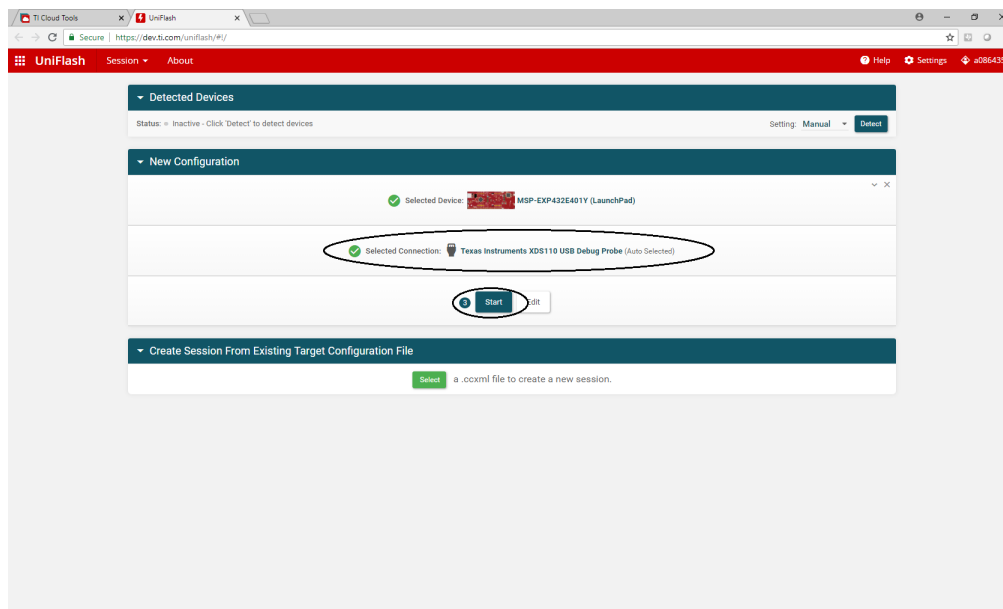 TI Cloud Tools
UniFlash
Secure | https://dev.ti.com/uniflash/#!/
UniFlash Session About Help Settings a086435
Detected Devices
Status: Inactive - Click 'Detect' to detect devices Setting: Manual Detect
New Configuration
Selected Device: MSP-EXP432E401Y (LaunchPad)
Selected Connection: Texas Instruments XDS110 USB Debug Probe (Auto Selected)
3 Start Edit
Create Session From Existing Target Configuration File
Select a .ccxml file to create a new session.